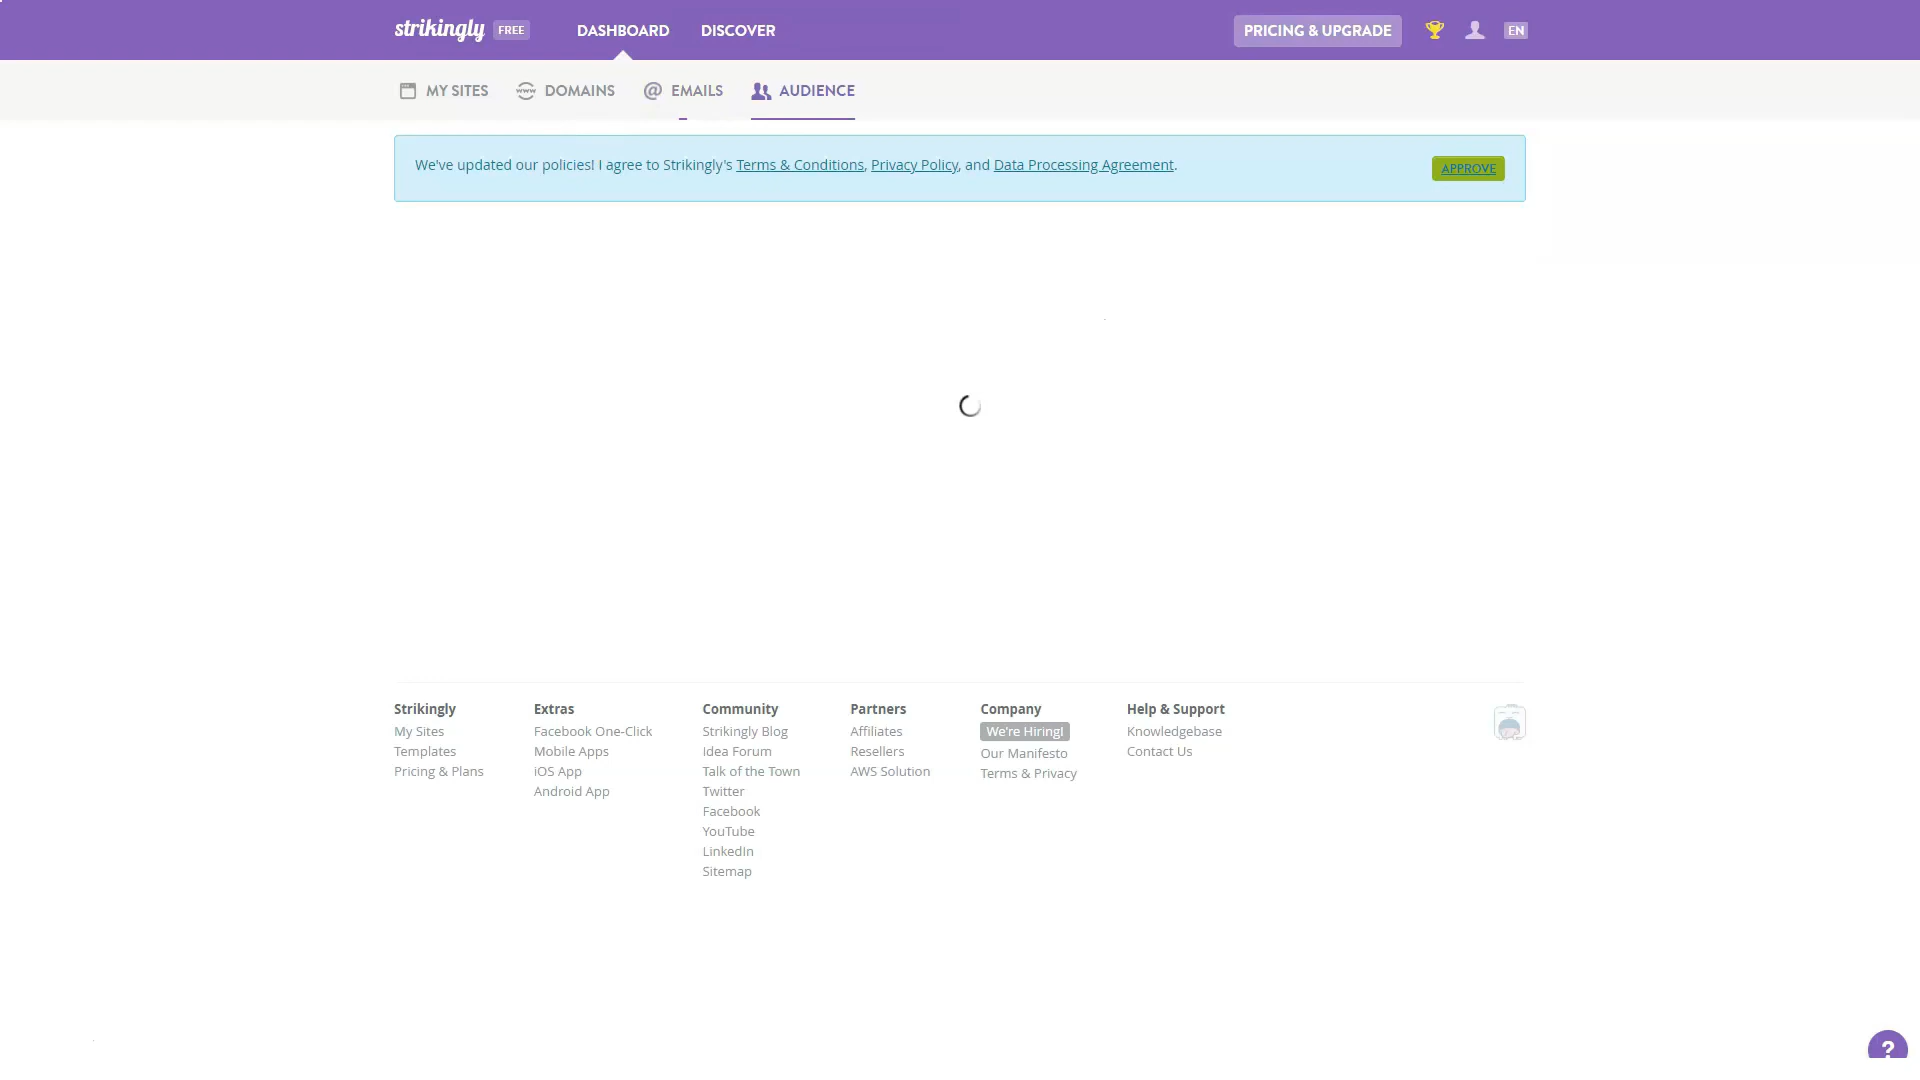 strikingly FREE DASHBOARD DISCOVER PRICING & UPGRADE EN
MY SITES DOMAINS EMAILS AUDIENCE
We've updated our policies! I agree to Strikingly's Terms & Conditions, Privacy Policy, and Data Processing Agreement.
APPROVE
Strikingly
My Sites
Templates
Pricing & Plans
Extras
Facebook One-Click
Mobile Apps
iOS App
Android App
Community
Strikingly Blog
Idea Forum
Talk of the Town
Twitter
Facebook
YouTube
LinkedIn
Sitemap
Partners
Affiliates
Resellers
AWS Solution
Company
We're Hiring!
Our Manifesto
Terms & Privacy
Help & Support
Knowledgebase
Contact Us
?